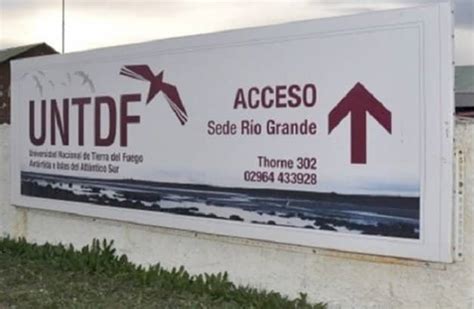 UNTDF
Universidad Nacional de Tierra del Fuego
Antártida e Islas del Atlántico Sur
ACCESO
Sede Rio Grande
Thorne 302
02964 433928